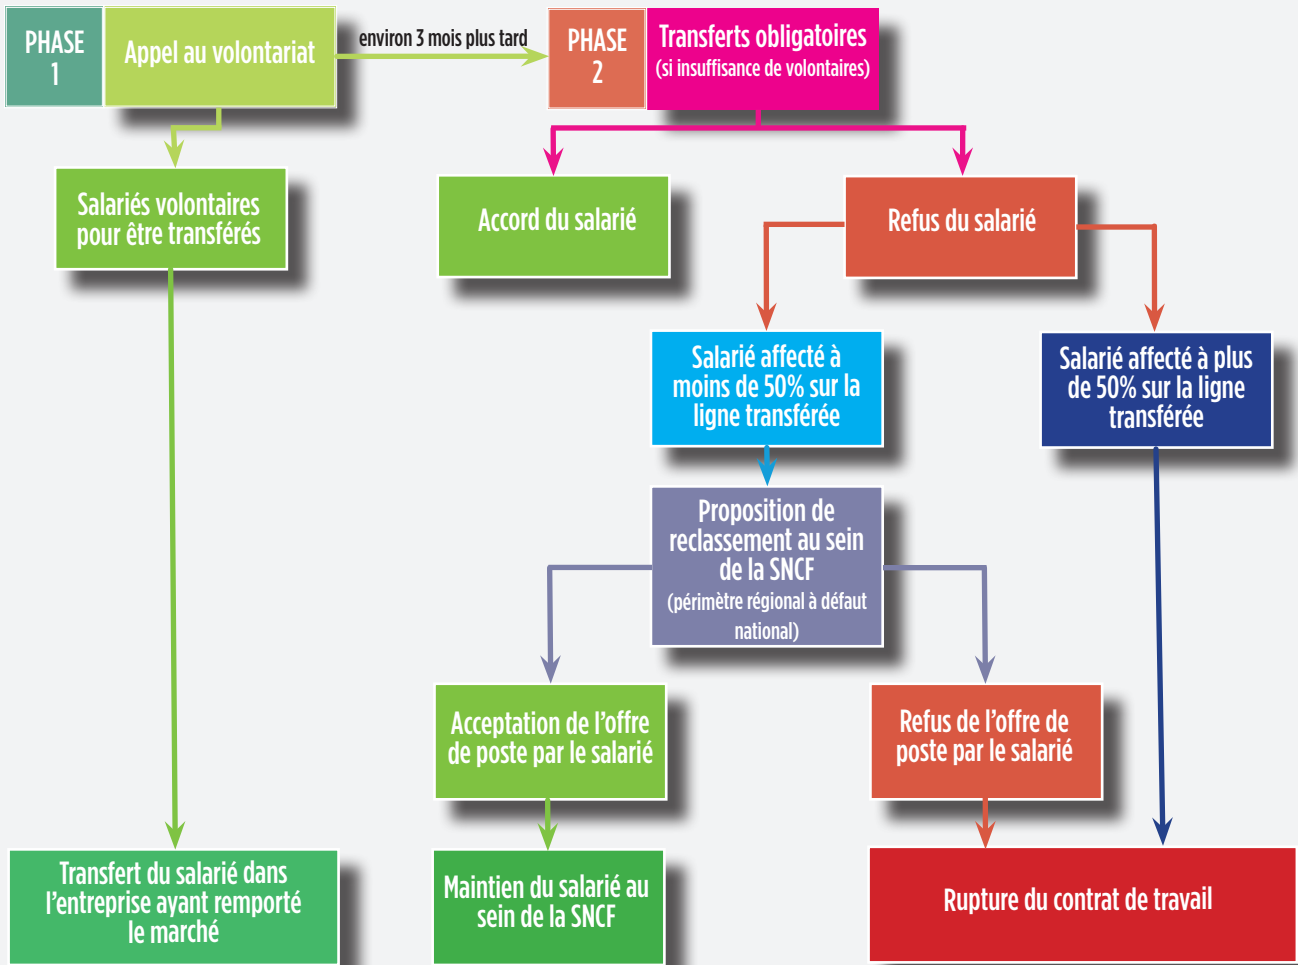 PHASE
1
Appel au volontariat
environ 3 mois plus tard
PHASE
2
Transferts obligatoires
(si insuffisance de volontaires)
Salariés volontaires
pour être transférés
Accord du salarié
Refus du salarié
Salarié affecté à
moins de 50% sur la
ligne transférée
Salarié affecté à plus
de 50% sur la ligne
transférée
Proposition de
reclassement au sein
de la SNCF
(périmètre régional à défaut
national)
Acceptation de l’offre
de poste par le salarié
Refus de l’offre de
poste par le salarié
Transfert du salarié dans
l’entreprise ayant remporté
le marché
Maintien du salarié au
sein de la SNCF
Rupture du contrat de travail